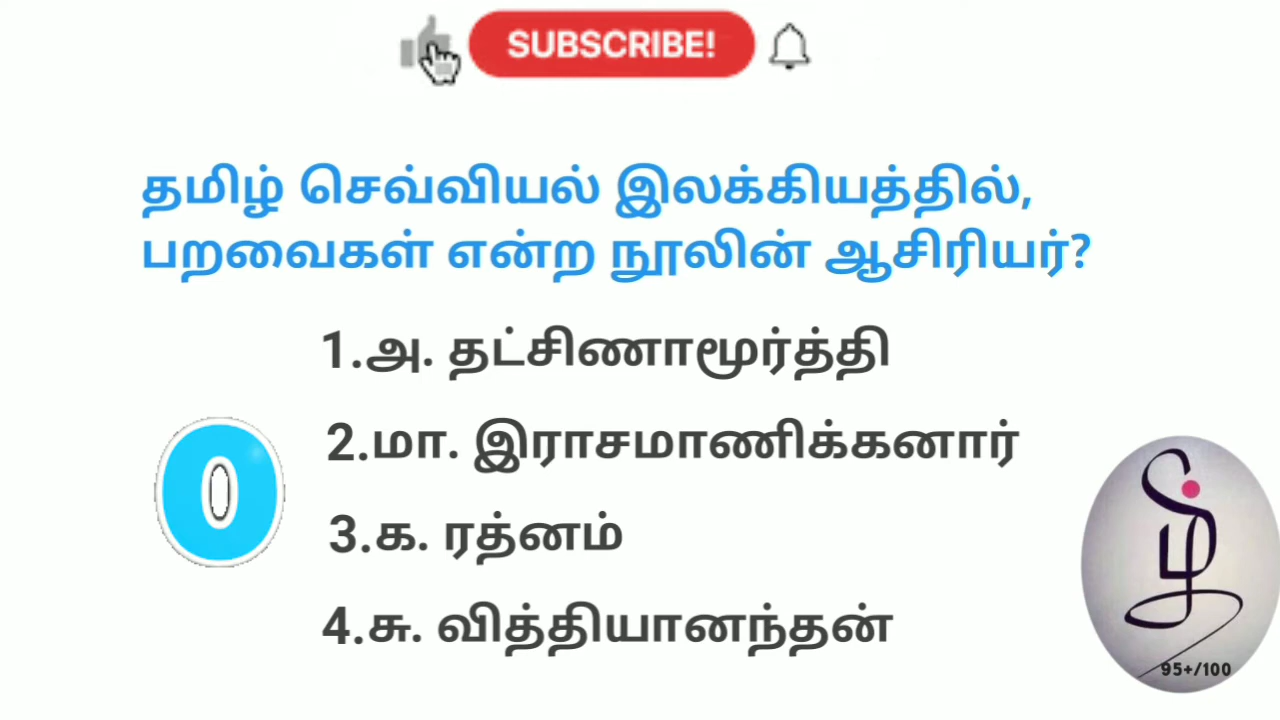 SUBSCRIBE!
தமிழ் செவ்வியல் இலக்கியத்தில்,
பறவைகள் என்ற நூலின் ஆசிரியர்?
1.அ. தட்சிணாமூர்த்தி
2.மா. இராசமாணிக்கனார்
0
3.க. ரத்னம்
4.சு. வித்தியானந்தன்
95+/100